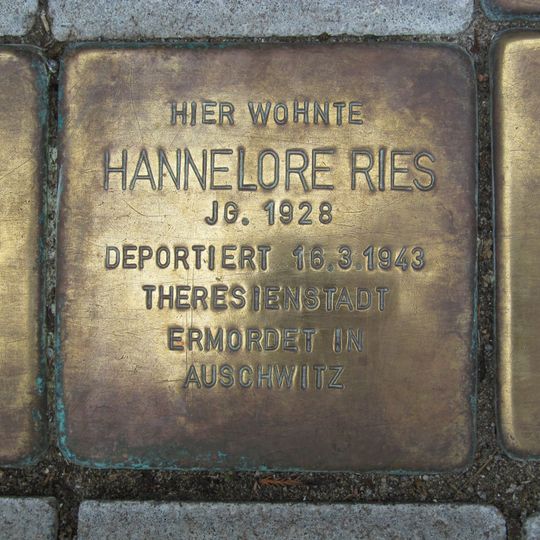 HIER WOHNTE
HANNELORE RIES
JG. 1928
DEPORTIERT 16.3.1943
THERESIENSTADT
ERMORDET IN
AUSCHWITZ